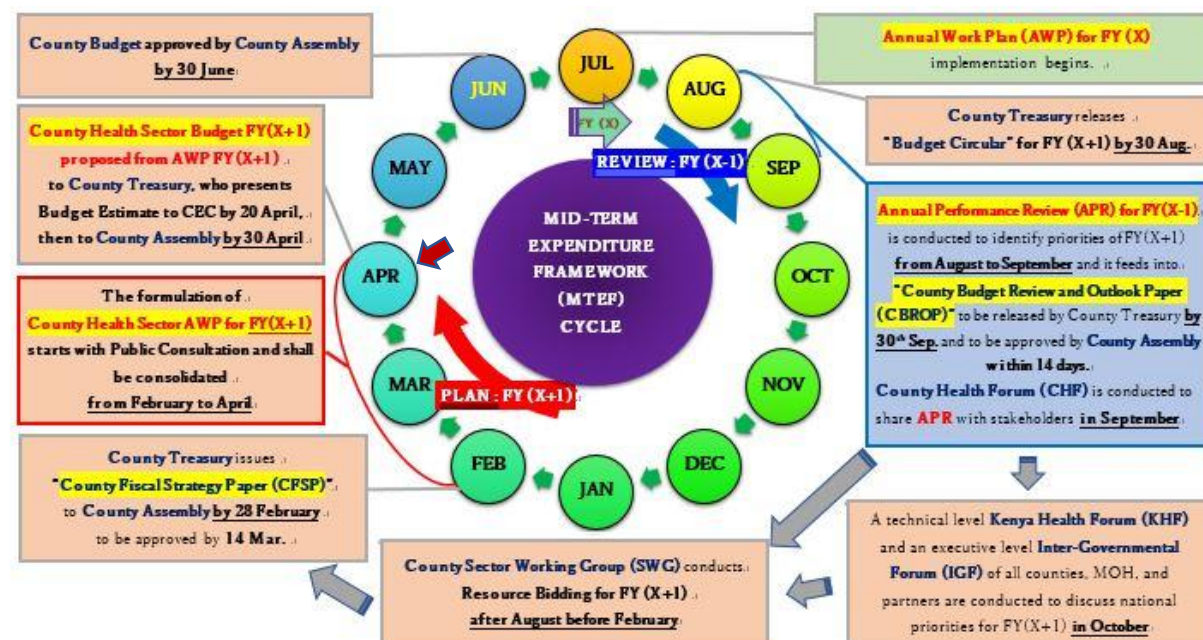 County Budget approved by County Assembly
by 30 June
County Health Sector Budget FY(X+1)
proposed from AWP FY(X+1)
to County Treasury, who presents
Budget Estimate to CEC by 20 April,
then to County Assembly by 30 April
The formulation of
County Health Sector AWP for FY(X+1)
starts with Public Consultation and shall
be consolidated
from February to April
County Treasury issues
"County Fiscal Strategy Paper (CFSP)"
to County Assembly by 28 February
to be approved by 14 Mar.
JUL
AUG
SEP
OCT
NOV
DEC
JAN
FEB
MAR
APR
MAY
JUN
FY (X)
REVIEW : FY (X-1)
MID-TERM
EXPENDITURE
FRAMEWORK
(MTEF)
CYCLE
PLAN : FY (X+1)
Annual Work Plan (AWP) for FY (X)
implementation begins.
County Treasury releases
"Budget Circular" for FY (X+1) by 30 Aug.
Annual Performance Review (APR) for FY(X-1)
is conducted to identify priorities of FY(X+1)
from August to September and it feeds into
"County Budget Review and Outlook Paper
(CBROP)" to be released by County Treasury by
30th Sep. and to be approved by County Assembly
within 14 days.
County Health Forum (CHF) is conducted to
share APR with stakeholders in September
A technical level Kenya Health Forum (KHF)
and an executive level Inter-Governmental
Forum (IGF) of all counties, MOH, and
partners are conducted to discuss national
priorities for FY(X+1) in October
County Sector Working Group (SWG) conducts
Resource Bidding for FY (X+1)
after August before February